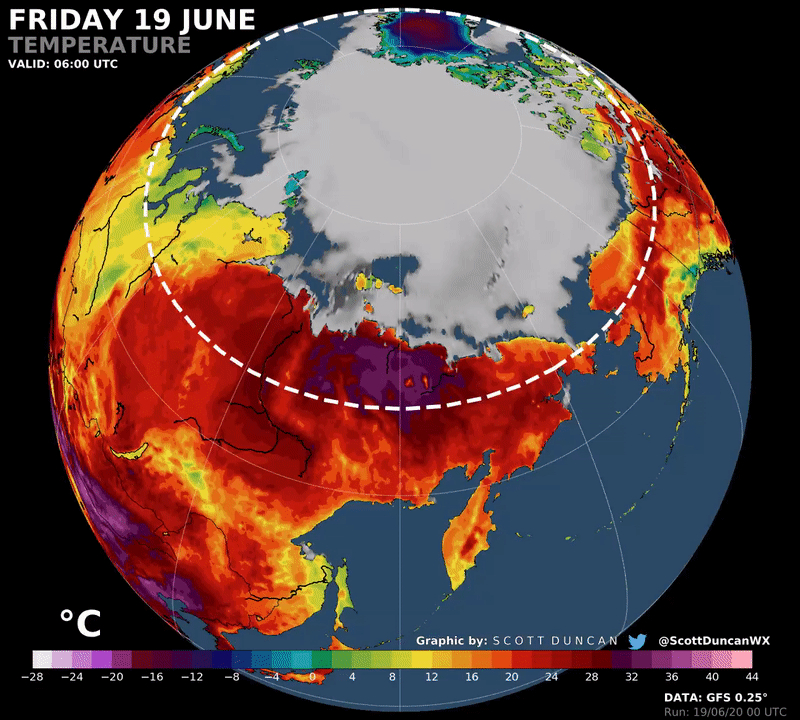 FRIDAY 19 JUNE
TEMPERATURE
VALID: 06:00 UTC
°C
Graphic by: SCOTT DUNCAN @ScottDuncanWX
−28 −24 −20 −16 −12 −8 −4 0 4 8 12 16 20 24 28 32 36 40 44
DATA: GFS 0.25°
Run: 19/06/20 00 UTC